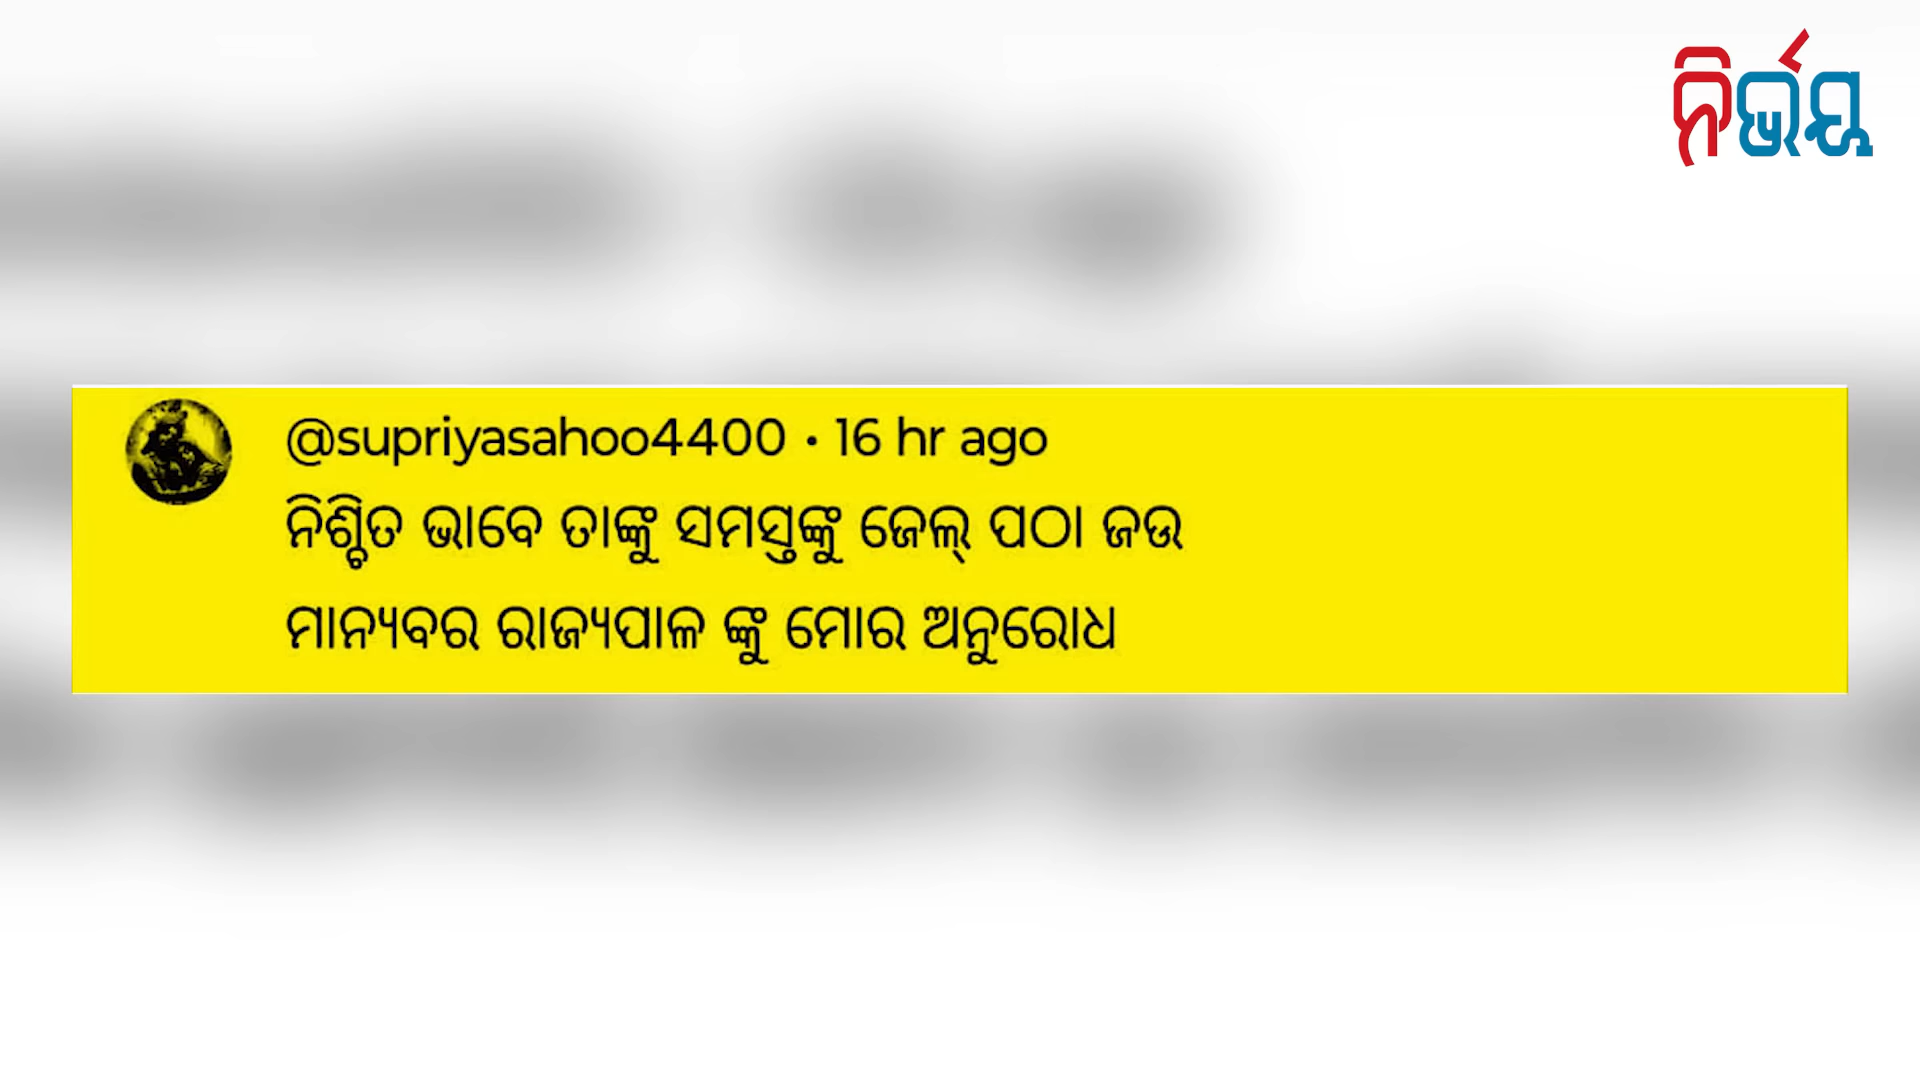 ନିର୍ଭୟ
@supriyasahoo4400 • 16 hr ago
ନିଶ୍ଚିତ ଭାବେ ତାଙ୍କୁ ସମସ୍ତଙ୍କୁ ଜେଲ୍ ପଠା ଜଉ
ମାନ୍ୟବର ରାଜ୍ୟପାଳ ଙ୍କୁ ମୋର ଅନୁରୋଧ